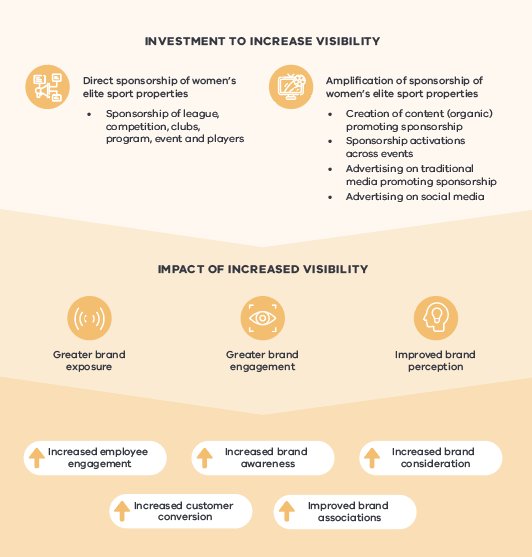 INVESTMENT TO INCREASE VISIBILITY
Direct sponsorship of women's
elite sport properties
• Sponsorship of league,
competition, clubs,
program, event and players
Amplification of sponsorship of
women's elite sport properties
• Creation of content (organic)
promoting sponsorship
• Sponsorship activations
across events
• Advertising on traditional
media promoting sponsorship
• Advertising on social media
IMPACT OF INCREASED VISIBILITY
Greater brand
exposure
Greater brand
engagement
Improved brand
perception
Increased employee
engagement
Increased brand
awareness
Increased brand
consideration
Increased customer
conversion
Improved brand
associations